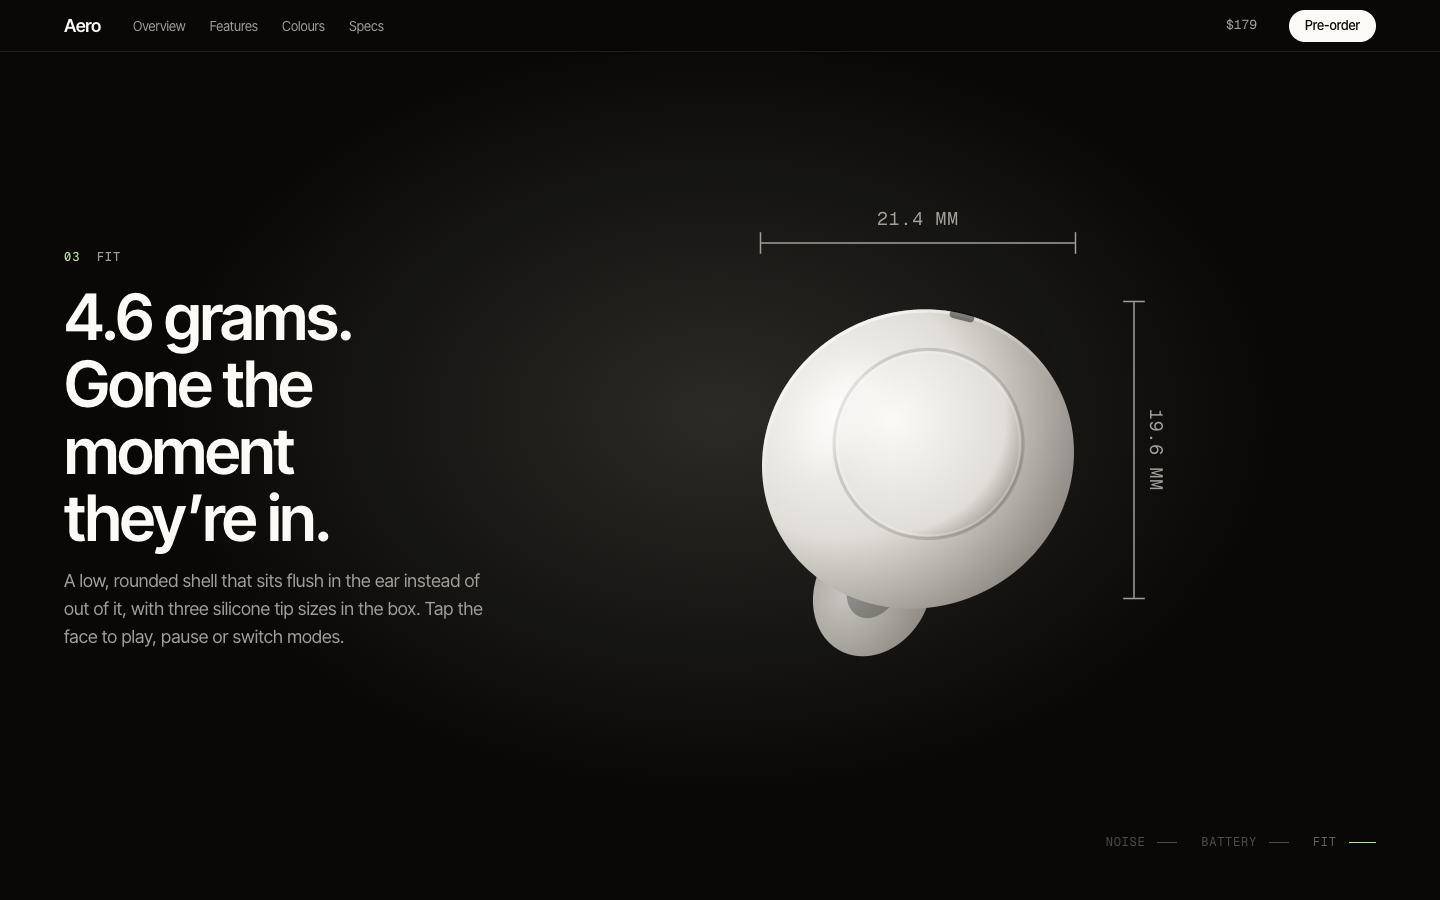 Aero
Overview
Features
Colours
Specs
$179
Pre-order
03 FIT
4.6 grams.
Gone the
moment
they’re in.
A low, rounded shell that sits flush in the ear instead of
out of it, with three silicone tip sizes in the box. Tap the
face to play, pause or switch modes.
21.4 MM
19.6 MM
NOISE
BATTERY
FIT